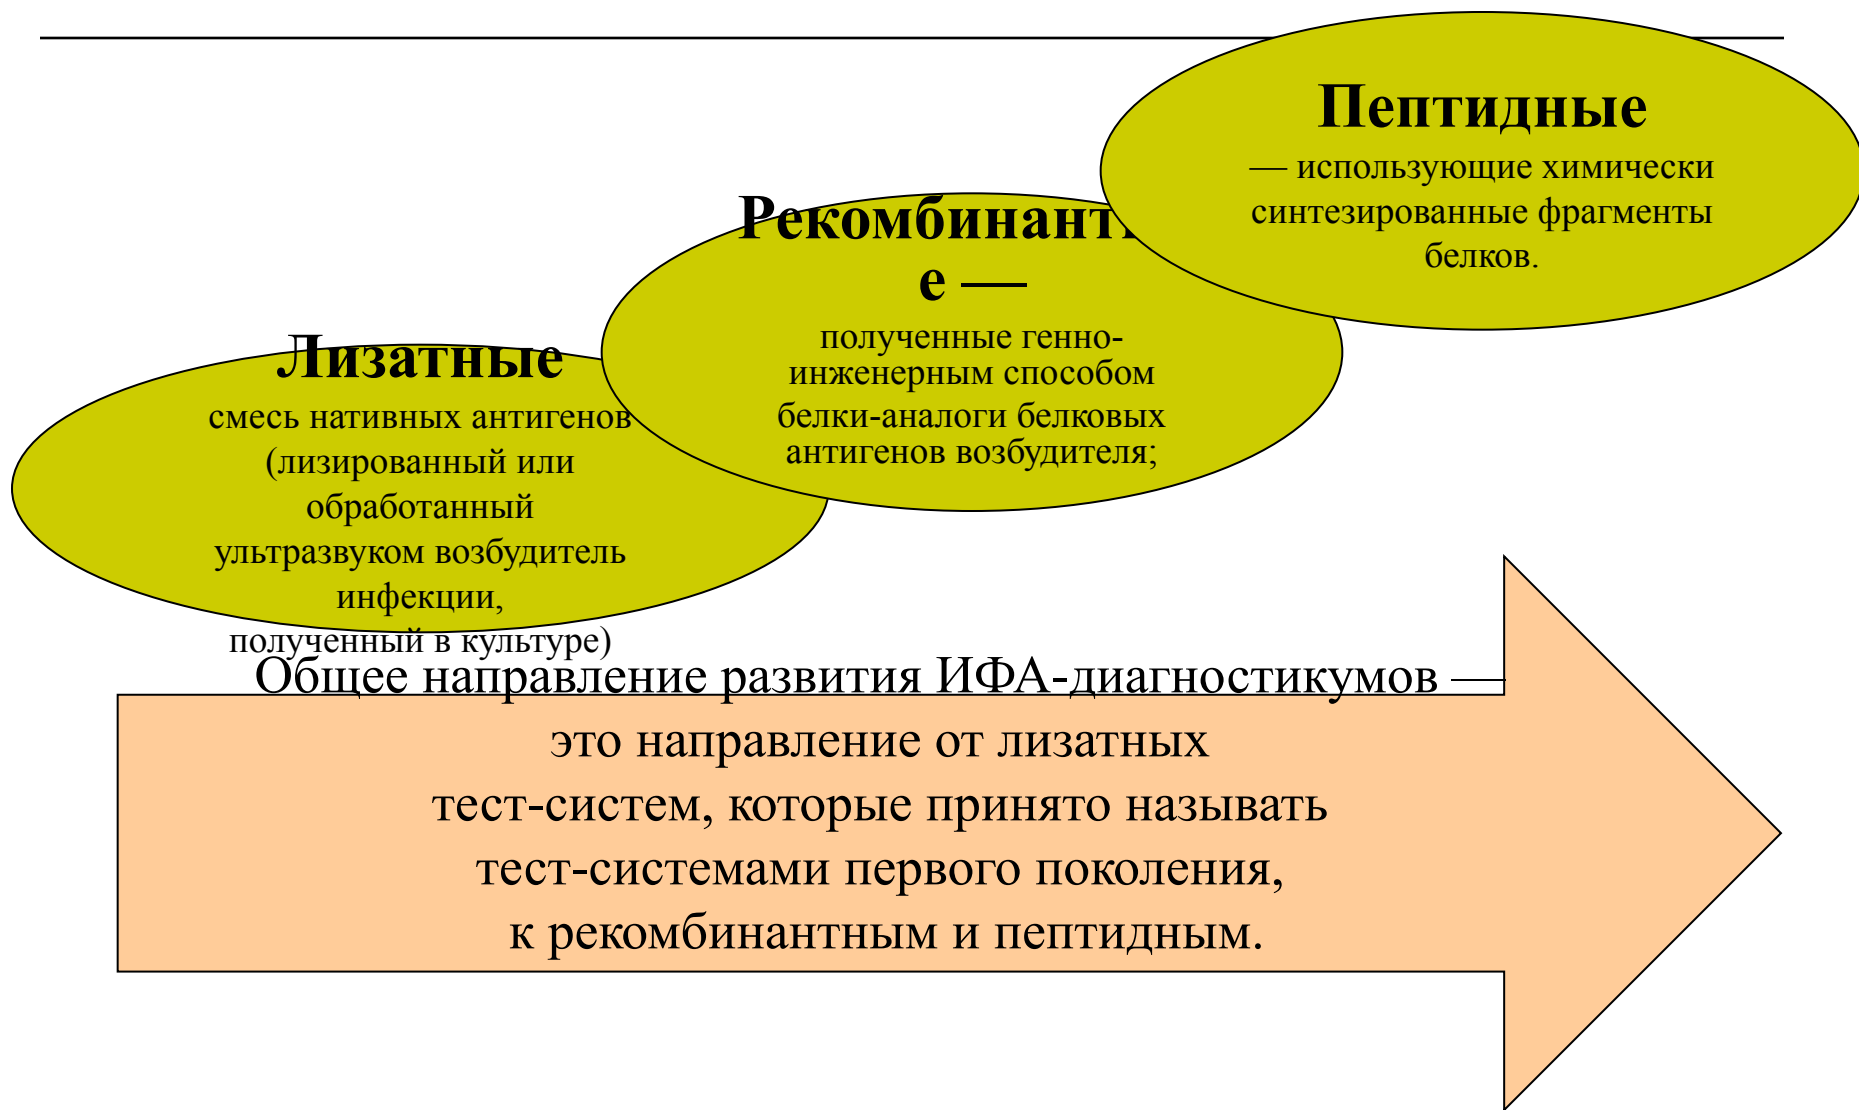 Пептидные
— использующие химически
синтезированные фрагменты
белков.
Рекомбинант
е —
полученные генно-
инженерным способом
белки-аналоги белковых
антигенов возбудителя;
Лизатные
смесь нативных антигенов
(лизированный или
обработанный
ультразвуком возбудитель
инфекции,
полученный в культуре)
Общее направление развития ИФА-диагностикумов —
это направление от лизатных
тест-систем, которые принято называть
тест-системами первого поколения,
к рекомбинантным и пептидным.